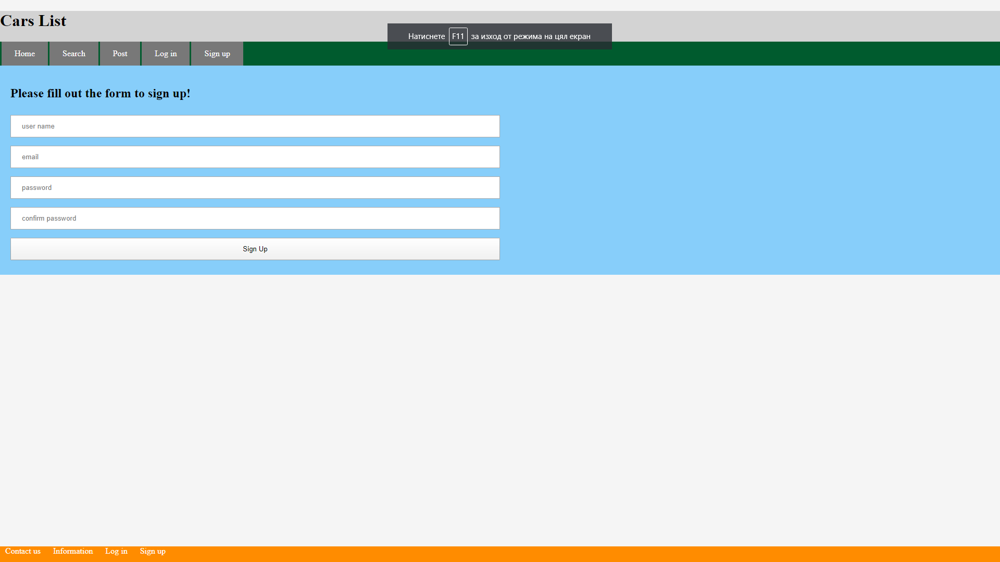 Cars List
Натиснете F11 за изход от режима на цял екран
Home Search Post Log in Sign up
Please fill out the form to sign up!
user name
email
password
confirm password
Sign Up
Contact us Information Log in Sign up